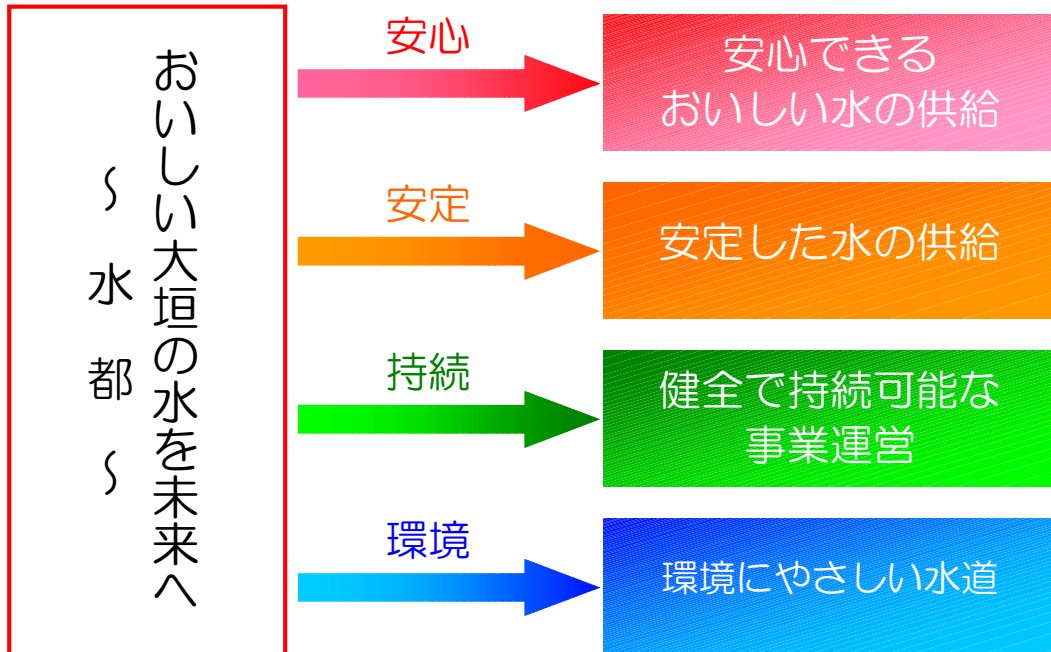 おいしい大垣の水を未来へ
～水都～
安心
安心できる
おいしい水の供給
安定
安定した水の供給
持続
健全で持続可能な
事業運営
環境
環境にやさしい水道